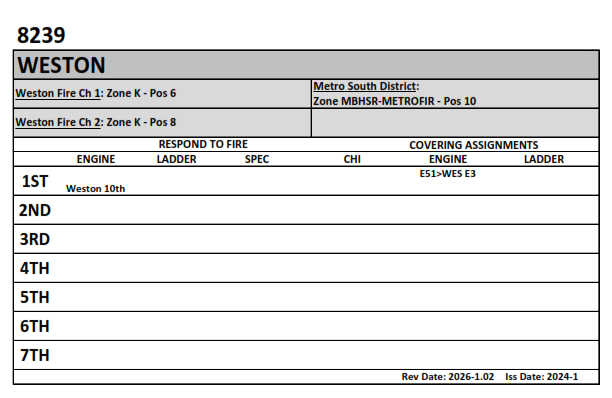 8239
WESTON
Weston Fire Ch 1: Zone K - Pos 6
Metro South District:
Zone MBHSR-METROFIR - Pos 10
Weston Fire Ch 2: Zone K - Pos 8
RESPOND TO FIRE COVERING ASSIGNMENTS
ENGINE LADDER SPEC CHI ENGINE LADDER
1ST Weston 10th E51>WES E3
2ND
3RD
4TH
5TH
6TH
7TH
Rev Date: 2026-1.02 Iss Date: 2024-1